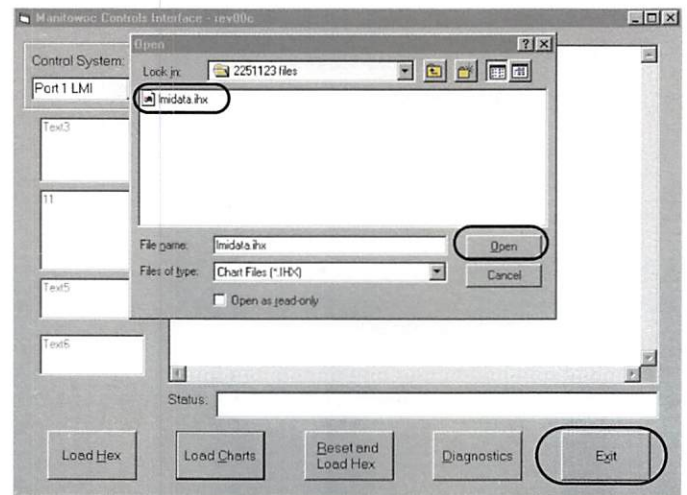 Manitowoc Controls Interface - rev00c
Open
Control System:
Look in:
2251123 files
Port 1 LMI
lmidata.ihx
Text3
11
File name:
lmidata.ihx
Open
Files of type:
Chart Files (*.IHX)
Cancel
Text5
Open as read-only
Text6
Status:
Load Hex
Load Charts
Reset and
Load Hex
Diagnostics
Exit